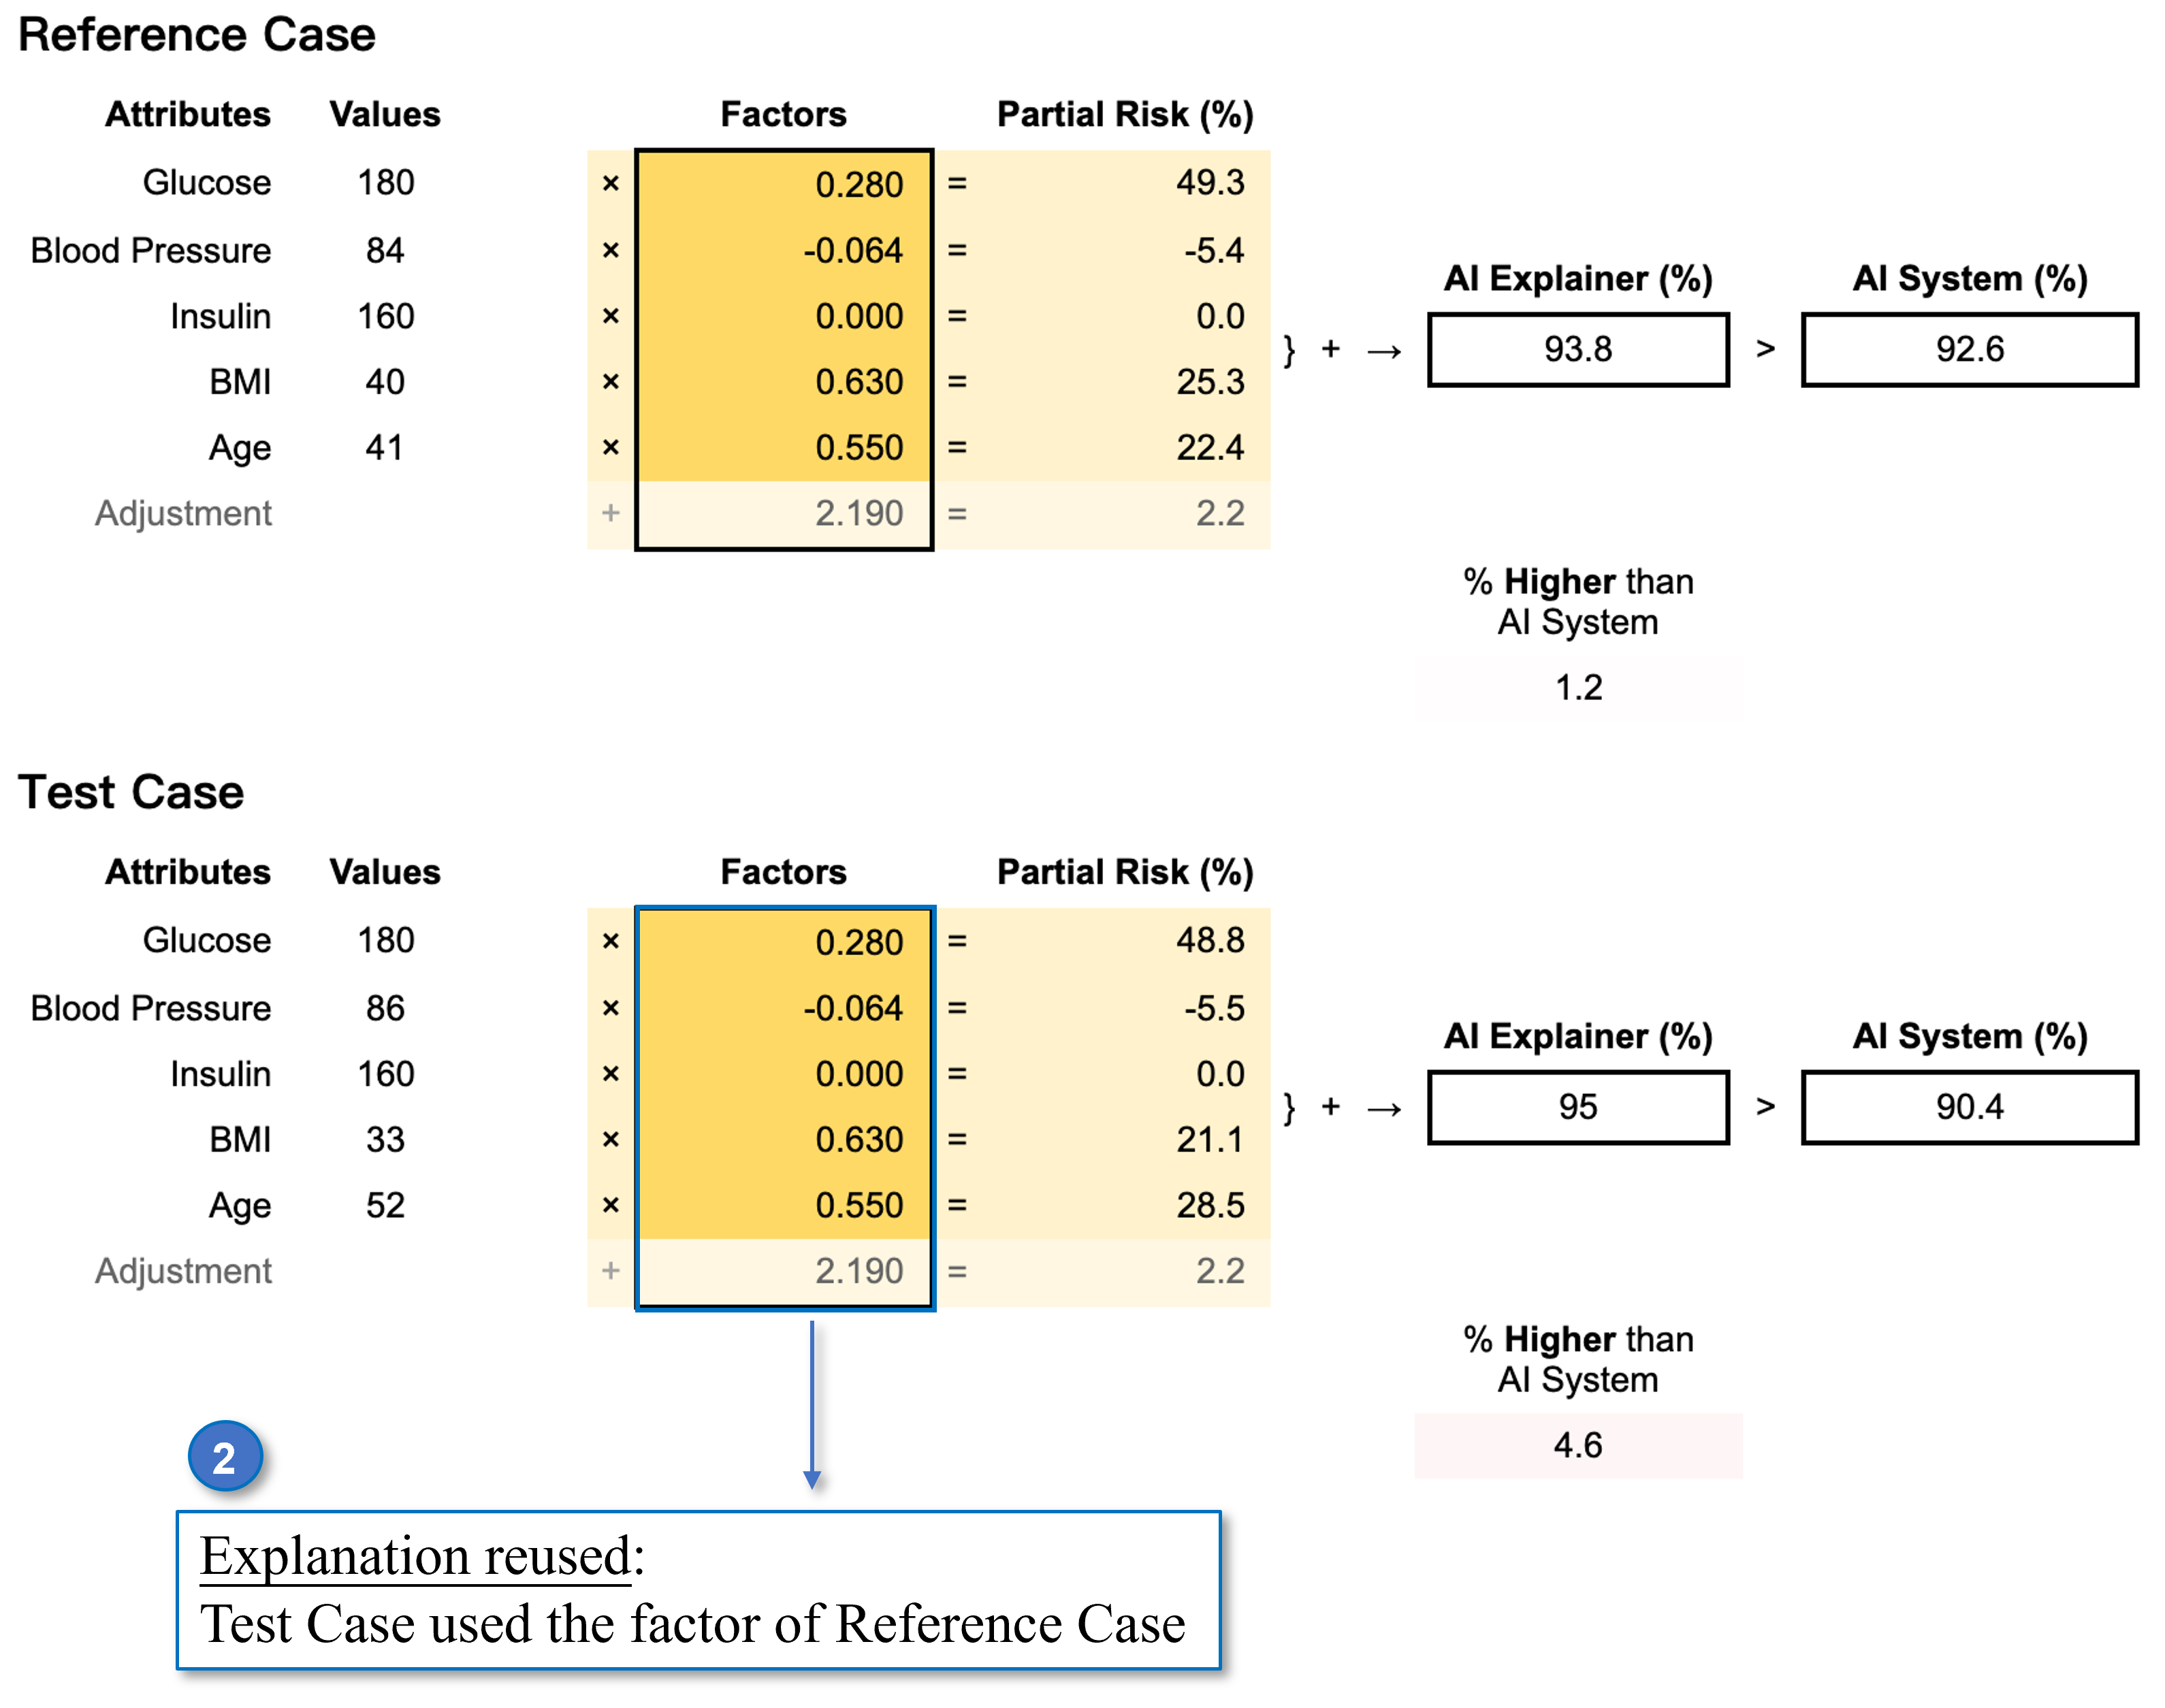 Reference Case
Attributes Values Factors Partial Risk (%)
Glucose 180 × 0.280 = 49.3
Blood Pressure 84 × -0.064 = -5.4
AI Explainer (%) AI System (%)
Insulin 160 × 0.000 = 0.0
} + → 93.8 > 92.6
BMI 40 × 0.630 = 25.3
Age 41 × 0.550 = 22.4
Adjustment + 2.190 = 2.2
% Higher than
AI System
1.2
Test Case
Attributes Values Factors Partial Risk (%)
Glucose 180 × 0.280 = 48.8
Blood Pressure 86 × -0.064 = -5.5
AI Explainer (%) AI System (%)
Insulin 160 × 0.000 = 0.0
} + → 95 > 90.4
BMI 33 × 0.630 = 21.1
Age 52 × 0.550 = 28.5
Adjustment + 2.190 = 2.2
% Higher than
AI System
4.6
2
Explanation reused:
Test Case used the factor of Reference Case